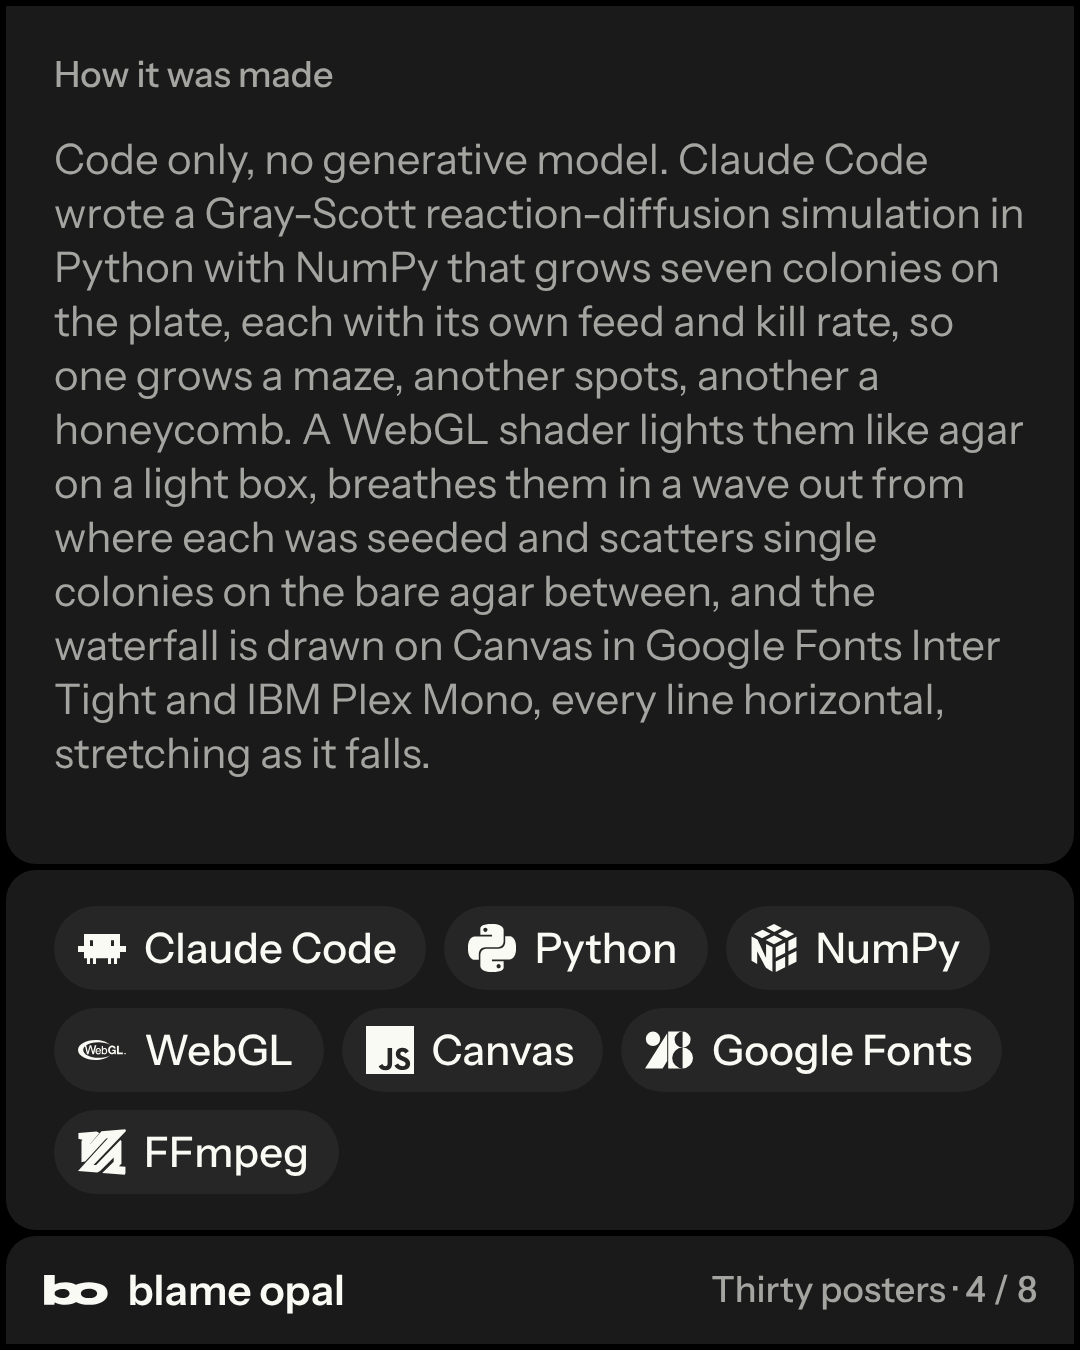 How it was made
Code only, no generative model. Claude Code
wrote a Gray-Scott reaction-diffusion simulation in
Python with NumPy that grows seven colonies on
the plate, each with its own feed and kill rate, so
one grows a maze, another spots, another a
honeycomb. A WebGL shader lights them like agar
on a light box, breathes them in a wave out from
where each was seeded and scatters single
colonies on the bare agar between, and the
waterfall is drawn on Canvas in Google Fonts Inter
Tight and IBM Plex Mono, every line horizontal,
stretching as it falls.
Claude Code Python NumPy
WebGL WebGL JS Canvas Google Fonts
FFmpeg
bo blame opal Thirty posters · 4 / 8